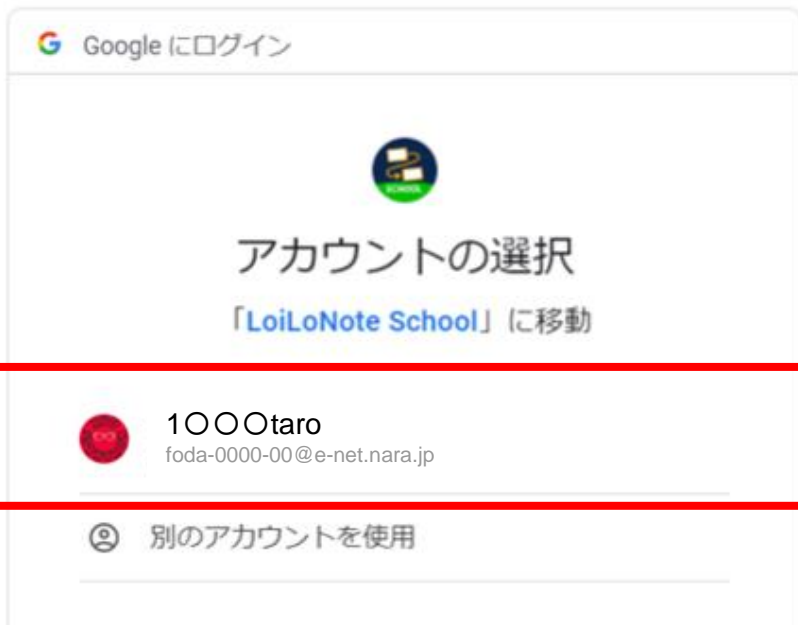 Google にログイン
SCHOOL
アカウントの選択
「LoiLoNote School」に移動
1〇〇〇taro
foda-0000-00@e-net.nara.jp
別のアカウントを使用